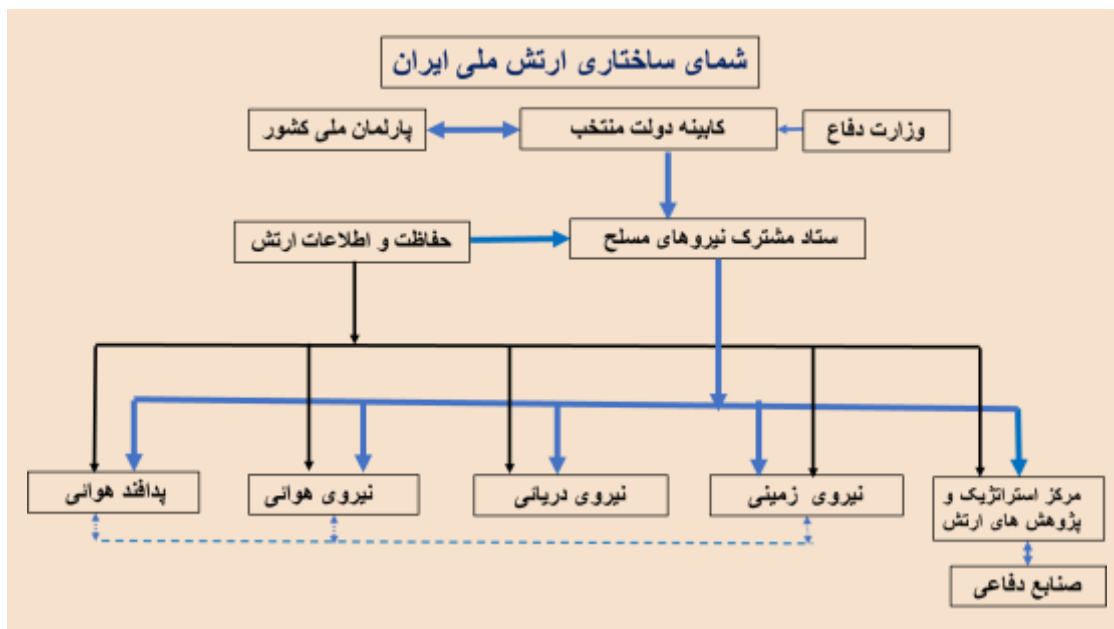 شمای ساختاری ارتش ملی ایران
وزارت دفاع
کابینه دولت منتخب
پارلمان ملی کشور
ستاد مشترک نیروهای مسلح
حفاظت و اطلاعات ارتش
مرکز استراتژیک و
پژوهش های ارتش
نیروی زمینی
نیروی دریائی
نیروی هوائی
پدافند هوائی
صنایع دفاعی